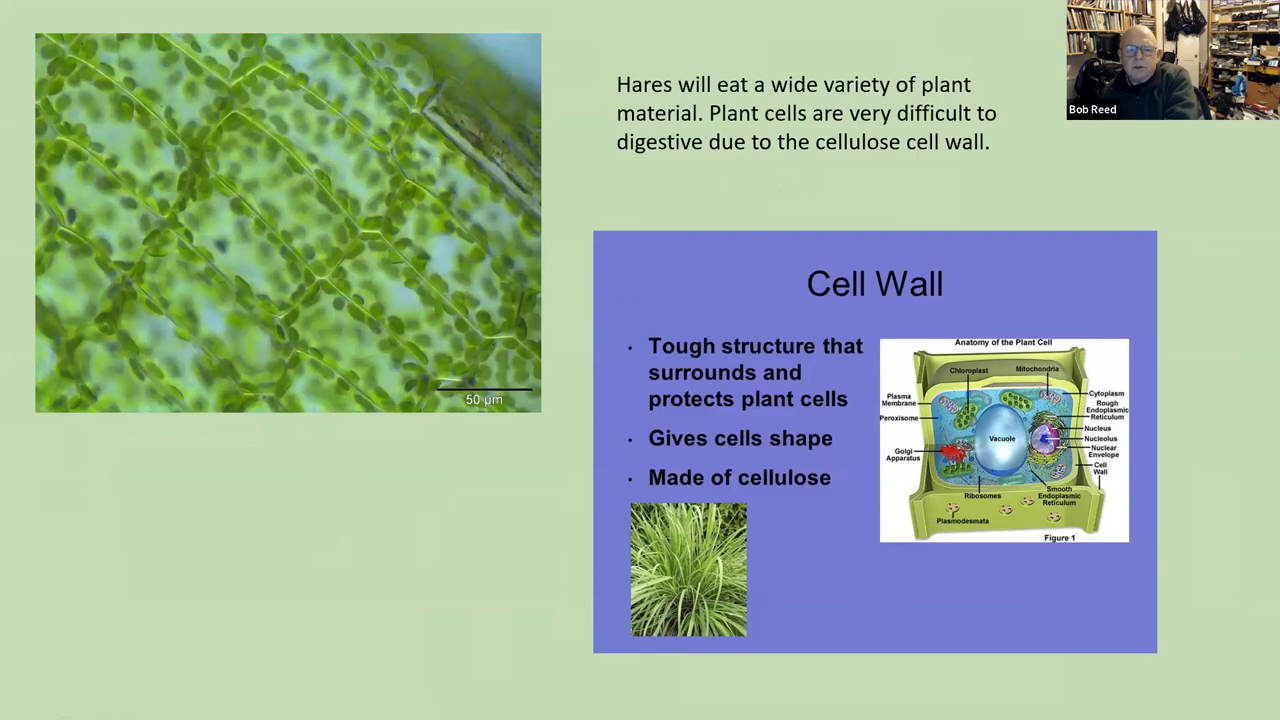 50 µm
Hares will eat a wide variety of plant
material. Plant cells are very difficult to
digestive due to the cellulose cell wall.
Bob Reed
Cell Wall
· Tough structure that
surrounds and
protects plant cells
· Gives cells shape
· Made of cellulose
Anatomy of the Plant Cell
Chloroplast
Mitochondria
Plasma
Membrane
Peroxisome
Golgi
Apparatus
Vacuole
Cytoplasm
Rough
Endoplasmic
Reticulum
Nucleus
Nucleolus
Nuclear
Envelope
Cell
Wall
Ribosomes
Smooth
Endoplasmic
Reticulum
Plasmodesmata
Figure 1